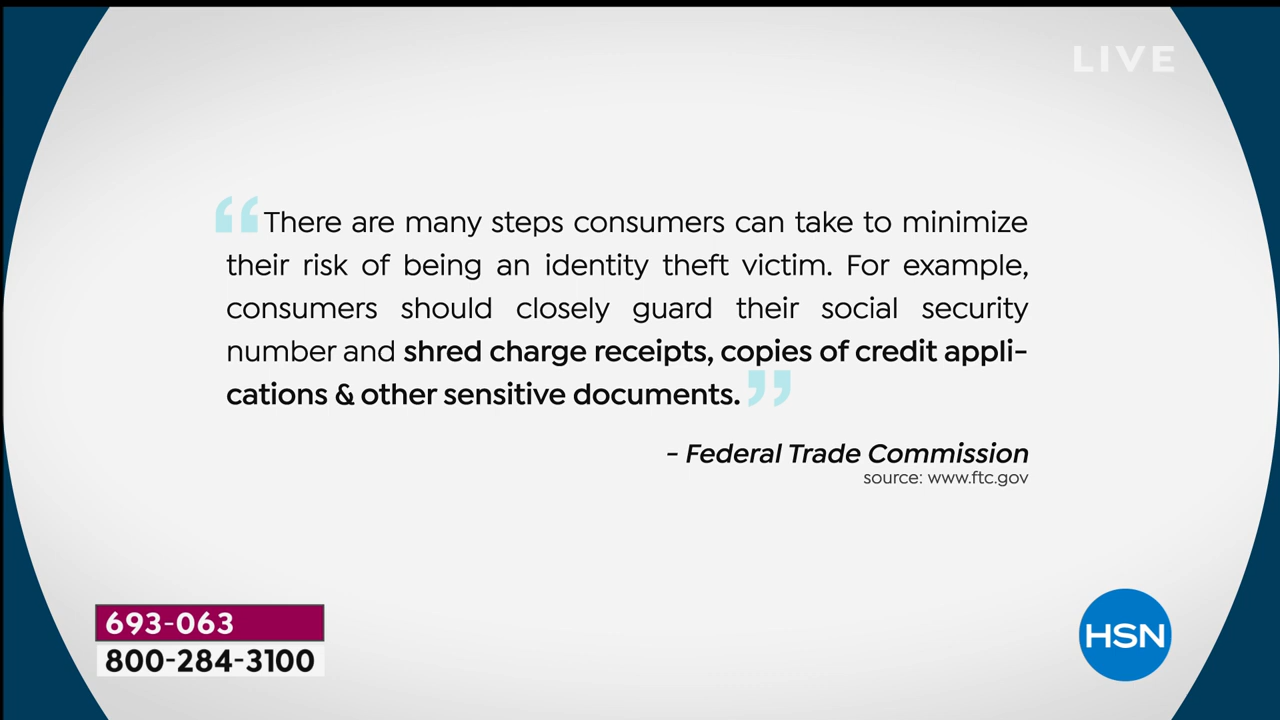 LIVE
“There are many steps consumers can take to minimize
their risk of being an identity theft victim. For example,
consumers should closely guard their social security
number and shred charge receipts, copies of credit appli-
cations & other sensitive documents.”
- Federal Trade Commission
source: www.ftc.gov
693-063
800-284-3100
HSN